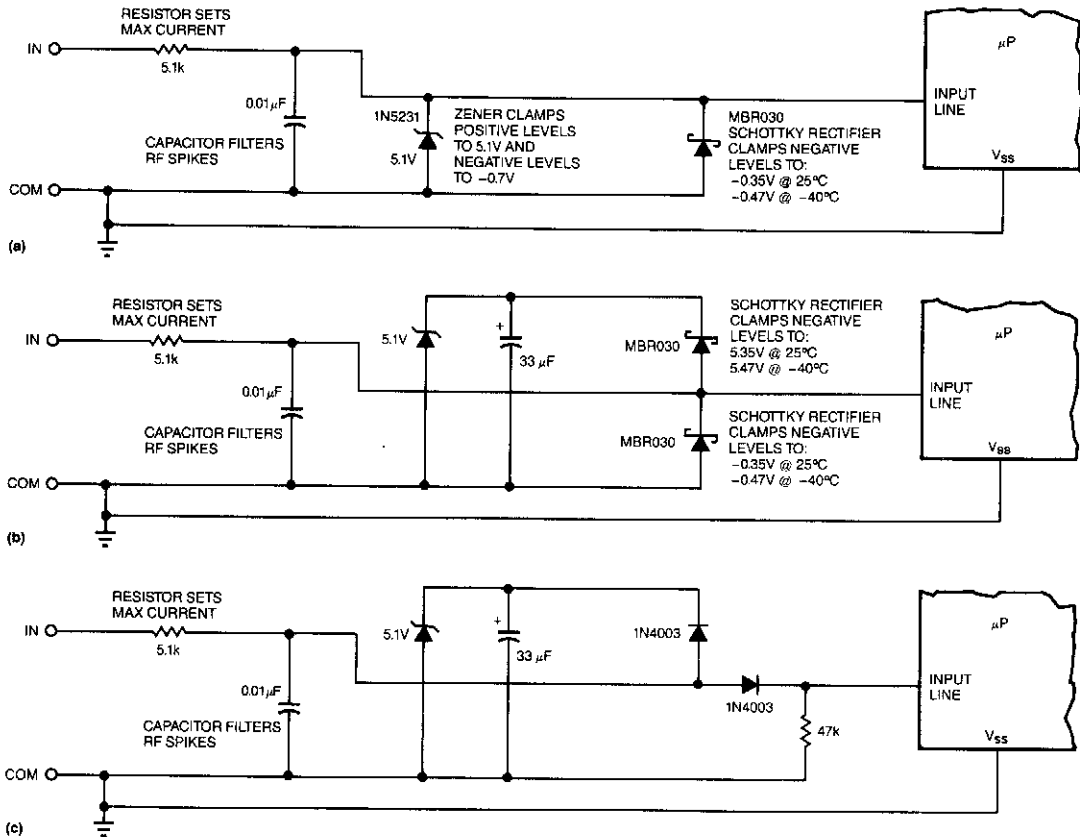 RESISTOR SETS
MAX CURRENT
IN
5.1k
0.01μF
CAPACITOR FILTERS
RF SPIKES
1N5231
5.1V
ZENER CLAMPS
POSITIVE LEVELS
TO 5.1V AND
NEGATIVE LEVELS
TO −0.7V
MBR030
SCHOTTKY RECTIFIER
CLAMPS NEGATIVE
LEVELS TO:
−0.35V @ 25°C
−0.47V @ −40°C
μP
INPUT
LINE
VSS
COM
(a)
RESISTOR SETS
MAX CURRENT
IN
5.1k
0.01μF
CAPACITOR FILTERS
RF SPIKES
5.1V
+
33 μF
MBR030
SCHOTTKY RECTIFIER
CLAMPS NEGATIVE
LEVELS TO:
5.35V @ 25°C
5.47V @ −40°C
MBR030
SCHOTTKY RECTIFIER
CLAMPS NEGATIVE
LEVELS TO:
−0.35V @ 25°C
−0.47V @ −40°C
μP
INPUT
LINE
VSS
COM
(b)
RESISTOR SETS
MAX CURRENT
IN
5.1k
0.01μF
CAPACITOR FILTERS
RF SPIKES
5.1V
+
33 μF
1N4003
1N4003
47k
μP
INPUT
LINE
VSS
COM
(c)